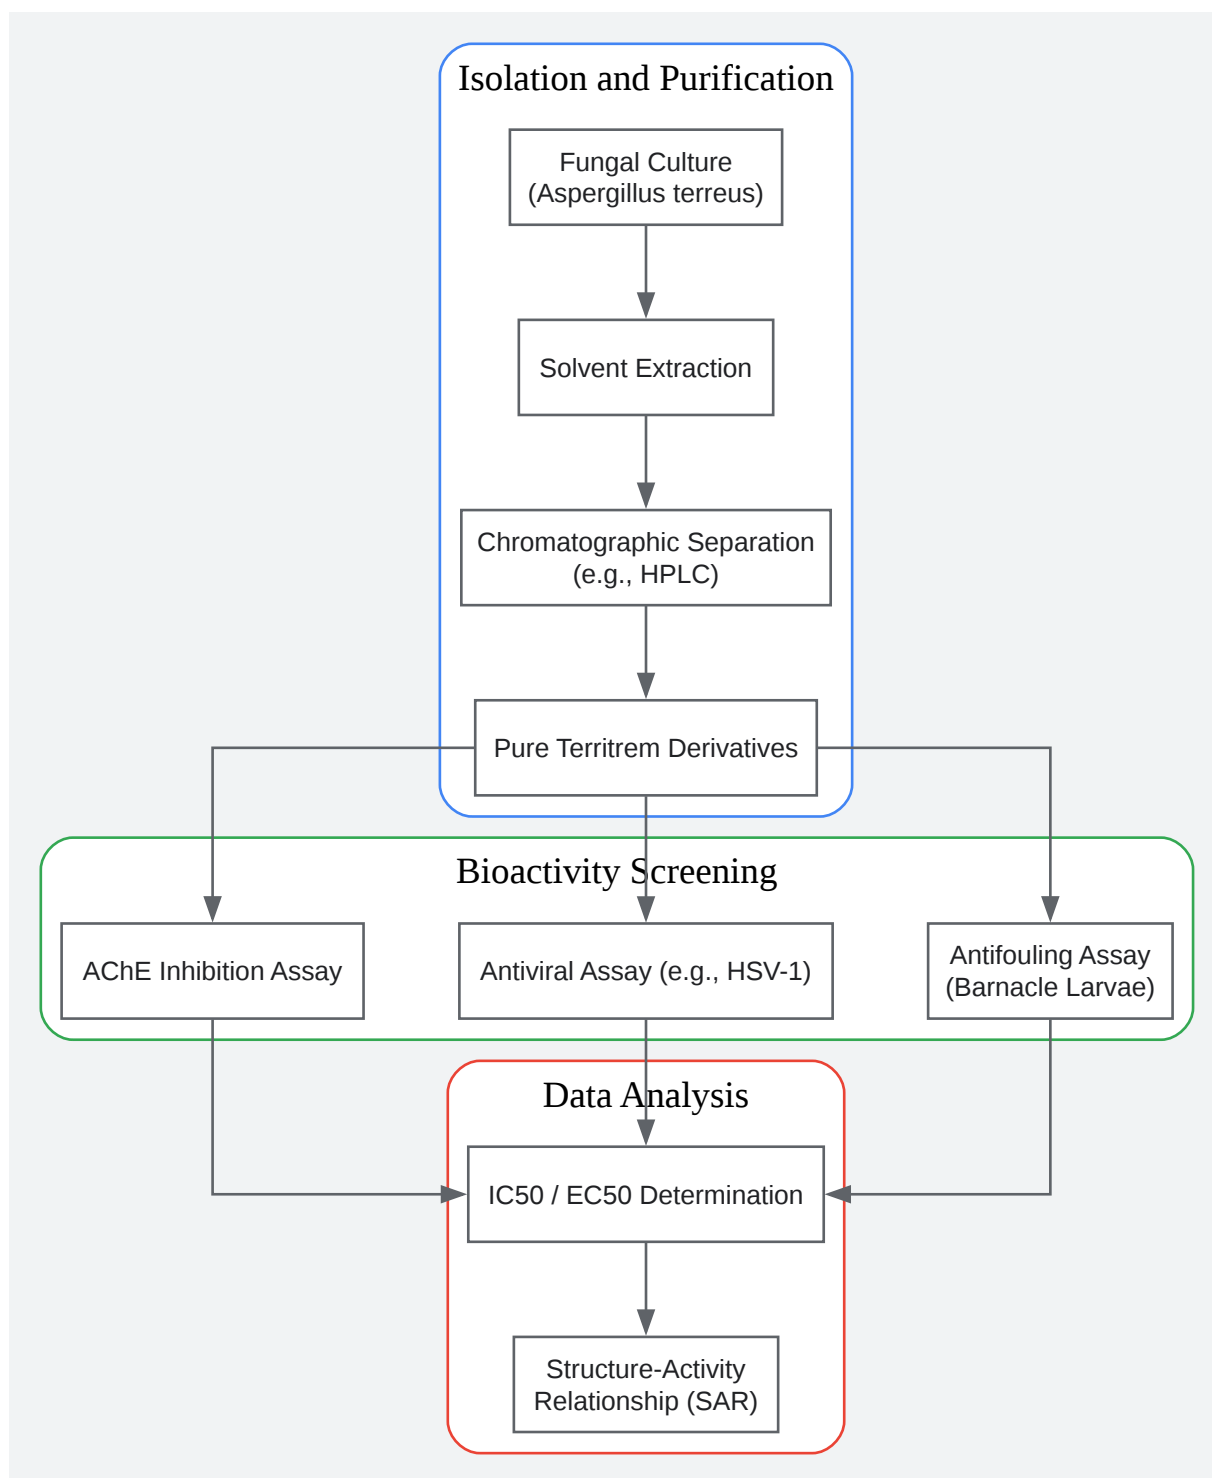 Isolation and Purification
Fungal Culture
(Aspergillus terreus)
Solvent Extraction
Chromatographic Separation
(e.g., HPLC)
Pure Territrem Derivatives
Bioactivity Screening
AChE Inhibition Assay
Antiviral Assay (e.g., HSV-1)
Antifouling Assay
(Barnacle Larvae)
Data Analysis
IC50 / EC50 Determination
Structure-Activity
Relationship (SAR)